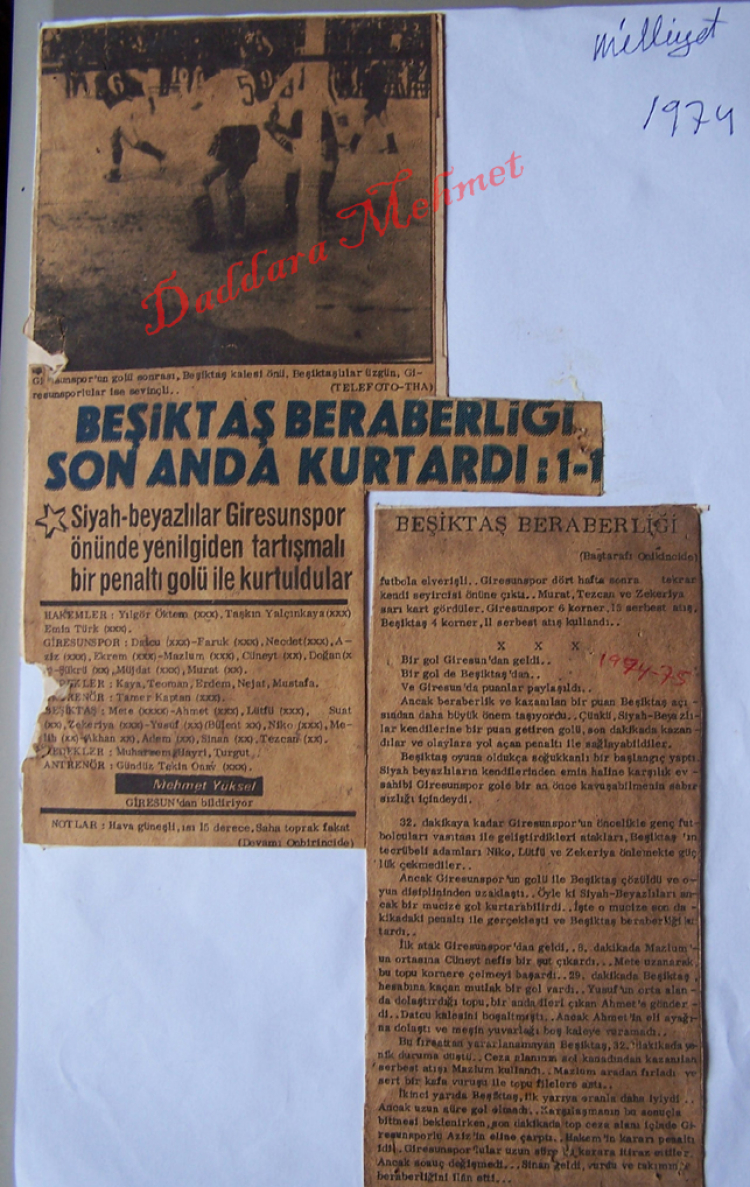 Milliyet
1974
Daddara Mehmet
resunsporlular ise sevinçli.. (TELEFOTO-THA)
Giresunspor'un golü sonrası, Beşiktaş kalesi önü, Beşiktaşlılar üzgün, Gi-
BEŞİKTAŞ BERABERLİĞİ
SON ANDA KURTARDI : 1-1
Siyah-beyazlılar Giresunspor
önünde yenilgiden tartışmalı
bir penaltı golü ile kurtuldular
HAKEMLER : Yılgör Öktem (xxx), Taşkın Yalçınkaya (xxx)
Emin Türk (xxx).
GİRESUNSPOR : Datcu (xxx)-Faruk (xxx), Necdet (xxx), A-
ziz (xxx), Ekrem (xxx)-Mazlum (xxx), Cüneyt (xx), Doğan (x
Şükrü (xx), Müjdat (xxx), Murat (xx).
EKLER : Kaya, Teoman, Erdem, Nejat, Mustafa.
RENÖR : Tamer Kaptan (xxx).
BEŞİKTAŞ : Mete (xxxx)-Ahmet (xxx), Lütfü (xxx), Suat
(xx), Zekeriya (xxx)-Yusuf (xx) (Bülent xx), Niko (xxx), Me-
lih (xx) Akhan xx), Adem (xxx), Sinan (xx), Tezcan (xx).
YEDEKLER : Muharrem, Hayri, Turgut.
ANTRENÖR : Gündüz Tekin Onay (xxx).
Mehmet Yüksel
GİRESUN'dan bildiriyor
NOTLAR : Hava güneşli, ısı 15 derece, Saha toprak fakat
(Devamı Onbirincide)
BEŞİKTAŞ BERABERLİĞİ
(Baştarafı Onikincide)
futbola elverişli.. Giresunspor dört hafta sonra tekrar
kendi seyircisi önüne çıktı.. Murat, Tezcan ve Zekeriya
sarı kart gördüler. Giresunspor 6 korner, 15 serbest atış,
Beşiktaş 4 korner, 11 serbest atış kullandı..
X X X
1974-75
Bir gol Giresun'dan geldi..
Bir gol de Beşiktaş'dan..
Ve Giresun'da puanlar paylaşıldı..
Ancak beraberlik ve kazanılan bir puan Beşiktaş açı-
sından daha büyük önem taşıyordu.. Çünkü, Siyah-Beyazlı-
lar kendilerine bir puan getiren golü, son dakikada kazan-
dılar ve olaylara yol açan penaltı ile sağlayabildiler.
Beşiktaş oyuna oldukça soğukkanlı bir başlangıç yaptı.
Siyah beyazlıların kendilerinden emin haline karşılık ev -
sahibi Giresunspor gole bir an önce kavuşabilmenin sabır
sızlığı içindeydi.
32. dakikaya kadar Giresunspor'un öncelikle genç fut-
bolcuları vasıtası ile geliştirdikleri atakları, Beşiktaş 'ın
tecrübeli adamları Niko, Lütfü ve Zekeriya önlemekte güç
lük çekmediler..
Ancak Giresunspor'un golü ile Beşiktaş çözüldü ve o-
yun disiplininden uzaklaştı.. Öyle ki Siyah-Beyazlıları an-
cak bir mucize gol kurtarabilirdi.. İşte o mucize son da -
kikadaki penaltı ile gerçekleşti ve Beşiktaş beraberliği kur
tardı..
İlk atak Giresunspor'dan geldi.. 8. dakikada Mazlum'-
un ortasına Cüneyt nefis bir şut çıkardı... Mete uzanarak
bu topu kornere çelmeyi başardı.. 29. dakikada Beşiktaş
hesabına kaçan mutlak bir gol vardı.. Yusuf'un orta alan -
da dolaştırdığı topu, bir anda ileri çıkan Ahmet'e gönder -
di.. Datcu kalesini boşaltmıştı.. Ancak Ahmet'in eli ayağı-
na dolaştı ve meşin yuvarlağı boş kaleye vuramadı..
Bu fırsattan yararlanamayan Beşiktaş, 32. dakikada ye-
nik duruma düştü.. Ceza alanının sol kanadından kazanılan
serbest atışı Mazlum kullandı.. Mazlum aradan fırladı ve
sert bir kafa vuruşu ile topu filelere astı..
İkinci yarıda Beşiktaş, ilk yarıya oranla daha iyiydi ..
Ancak uzun süre gol olmadı.. Karşılaşmanın bu sonuçla
bitmesi beklenirken, son dakikada top ceza alanı içinde Gi-
resunsporlu Aziz'in eline çarptı.. Hakem'in kararı penaltı
idi.. Giresunspor'lular uzun süre karara itiraz ettiler.
Ancak sonuç değişmedi... Sinan geldi, vurdu ve takımının
beraberliğini ilan etti...